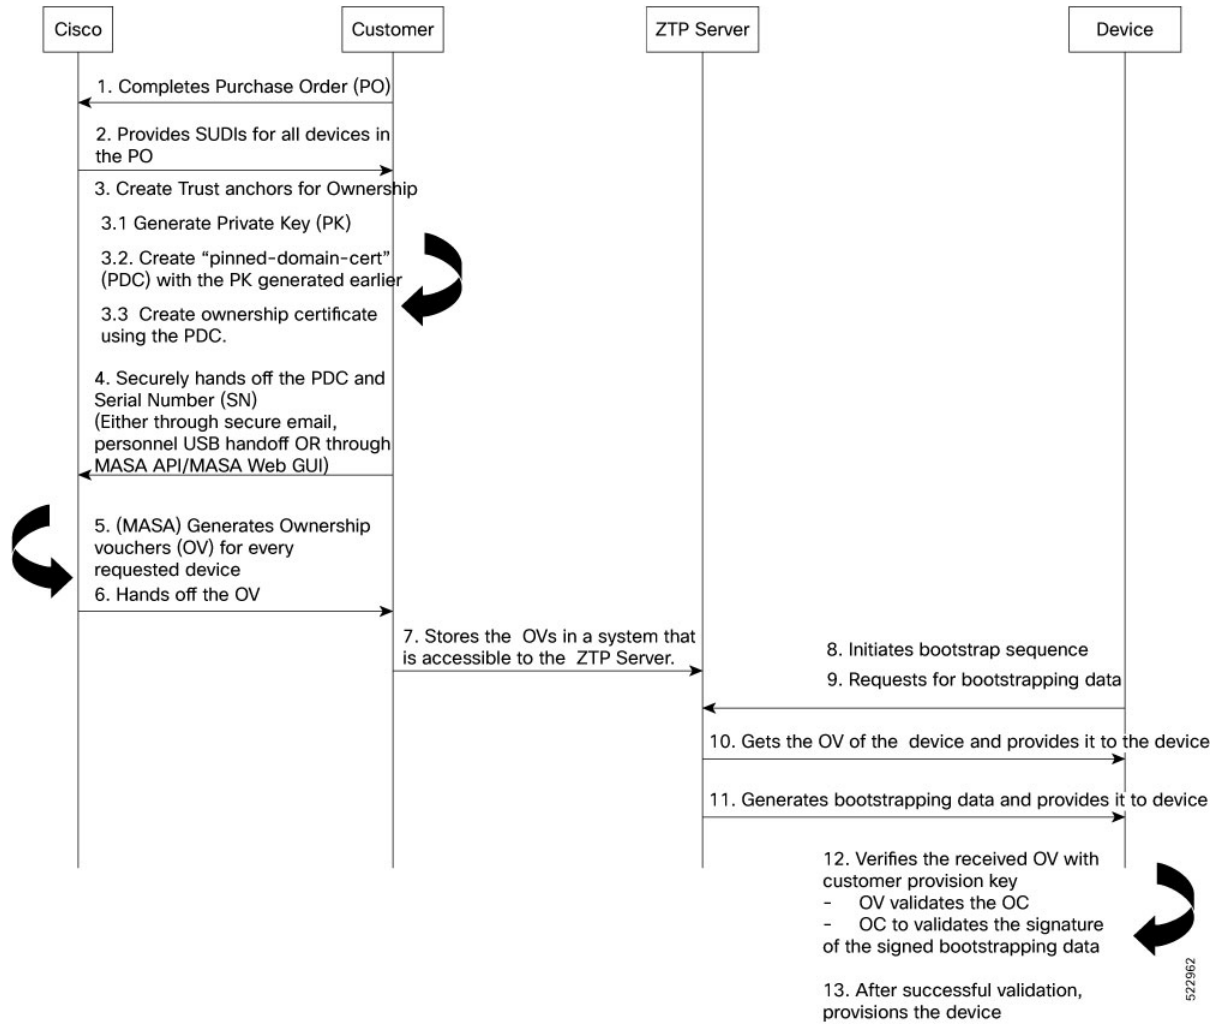 Cisco
Customer
ZTP Server
Device
1. Completes Purchase Order (PO)
2. Provides SUDIs for all devices in
the PO
3. Create Trust anchors for Ownership
3.1 Generate Private Key (PK)
3.2. Create “pinned-domain-cert”
(PDC) with the PK generated earlier
3.3 Create ownership certificate
using the PDC.
4. Securely hands off the PDC and
Serial Number (SN)
(Either through secure email,
personnel USB handoff OR through
MASA API/MASA Web GUI)
5. (MASA) Generates Ownership
vouchers (OV) for every
requested device
6. Hands off the OV
7. Stores the OVs in a system that
is accessible to the ZTP Server.
8. Initiates bootstrap sequence
9. Requests for bootstrapping data
10. Gets the OV of the device and provides it to the device
11. Generates bootstrapping data and provides it to device
12. Verifies the received OV with
customer provision key
- OV validates the OC
- OC to validates the signature
of the signed bootstrapping data
13. After successful validation,
provisions the device
522962